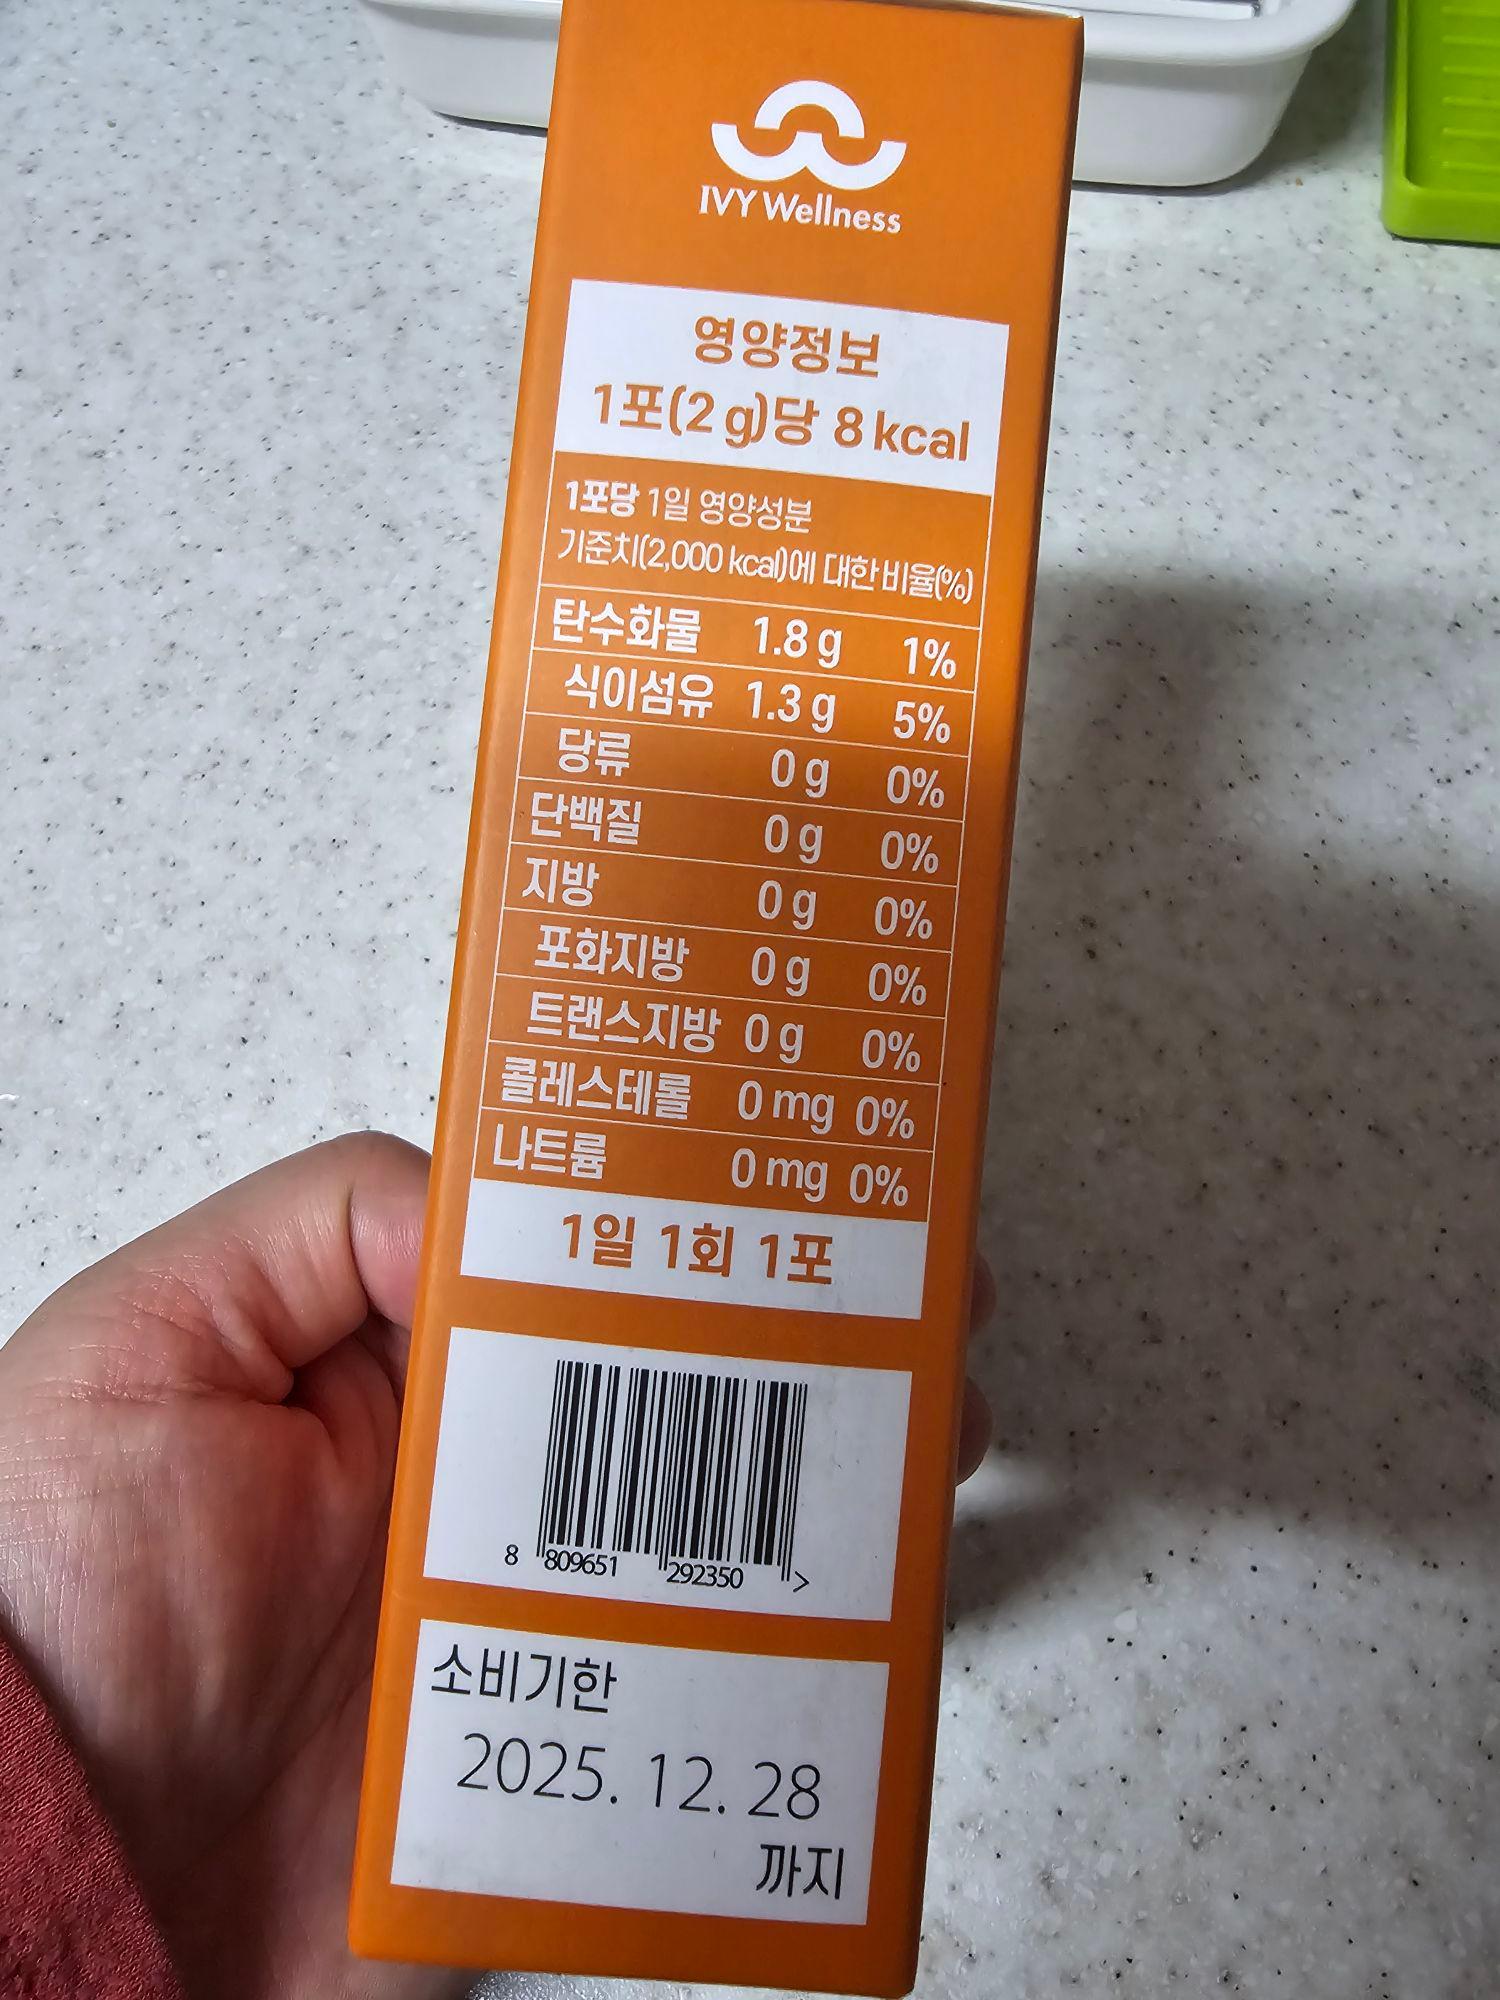 IVY Wellness
영양정보
1포(2 g)당 8 kcal
1포당 1일 영양성분
기준치(2,000 kcal)에 대한 비율(%)
탄수화물 1.8 g 1%
식이섬유 1.3 g 5%
당류 0 g 0%
단백질 0 g 0%
지방 0 g 0%
포화지방 0 g 0%
트랜스지방 0 g 0%
콜레스테롤 0 mg 0%
나트륨 0 mg 0%
1일 1회 1포
8 809651 292350 >
소비기한
2025. 12. 28
까지